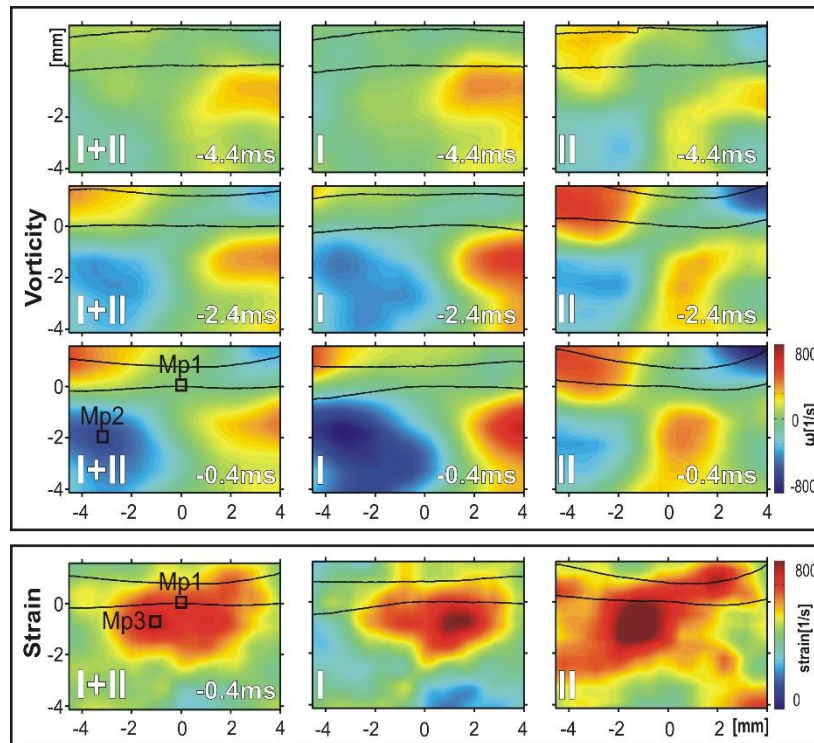 [mm]
-2
-4
I+II
-4.4ms
I
-4.4ms
II
-4.4ms
Vorticity
0
-2
-4
I+II
-2.4ms
I
-2.4ms
II
-2.4ms
0
-2
-4
Mp1
Mp2
I+II
-0.4ms
I
-0.4ms
II
-0.4ms
800
0
-800
ω[1/s]
-4 -2 0 2 4
-4 -2 0 2 4
-4 -2 0 2 4
Strain
0
-2
-4
Mp1
Mp3
I+II
-0.4ms
I
II
800
0
strain[1/s]
-4 -2 0 2 4
-4 -2 0 2 4
-4 -2 0 2 [mm]